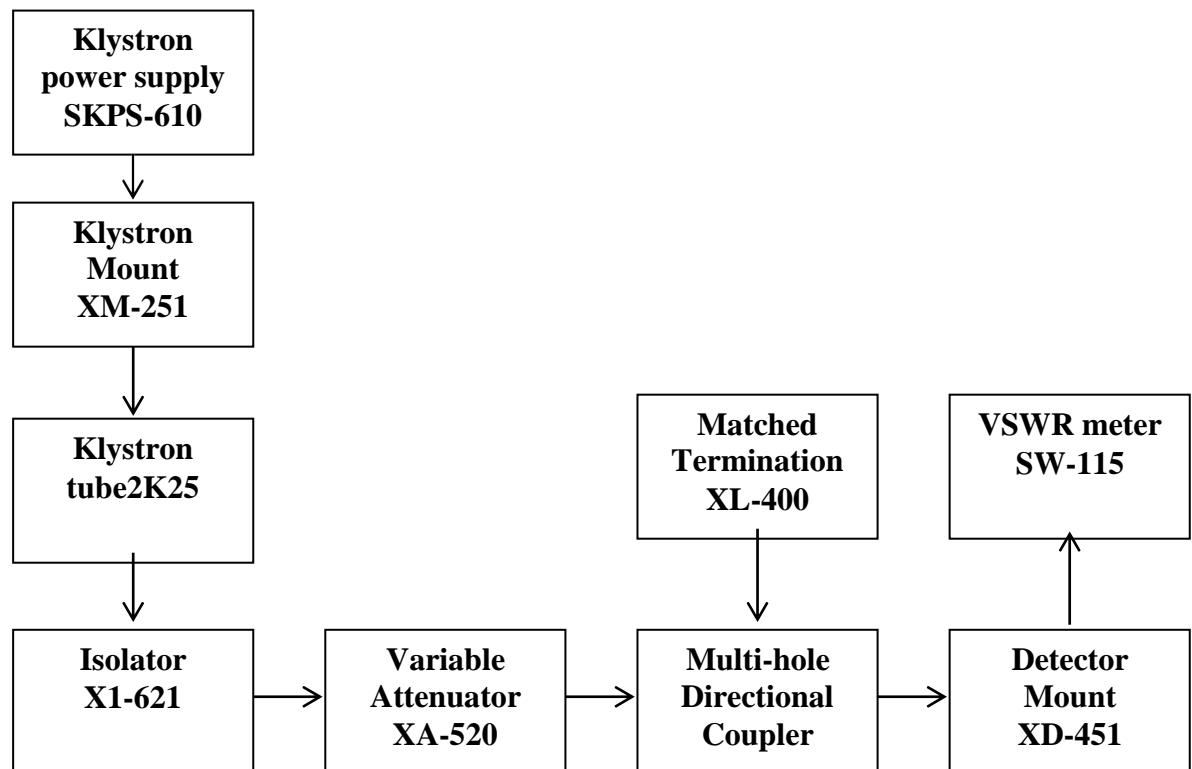 Klystron
power supply
SKPS-610
Klystron
Mount
XM-251
Klystron
tube2K25
Matched
Termination
XL-400
VSWR meter
SW-115
Isolator
X1-621
Variable
Attenuator
XA-520
Multi-hole
Directional
Coupler
Detector
Mount
XD-451